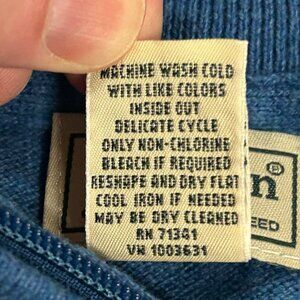 MACHINE WASH COLD
WITH LIKE COLORS
INSIDE OUT
DELICATE CYCLE
ONLY NON-CHLORINE
BLEACH IF REQUIRED
RESHAPE AND DRY FLAT
COOL IRON IF NEEDED
MAY BE DRY CLEANED
RN 71341
VN 1003631